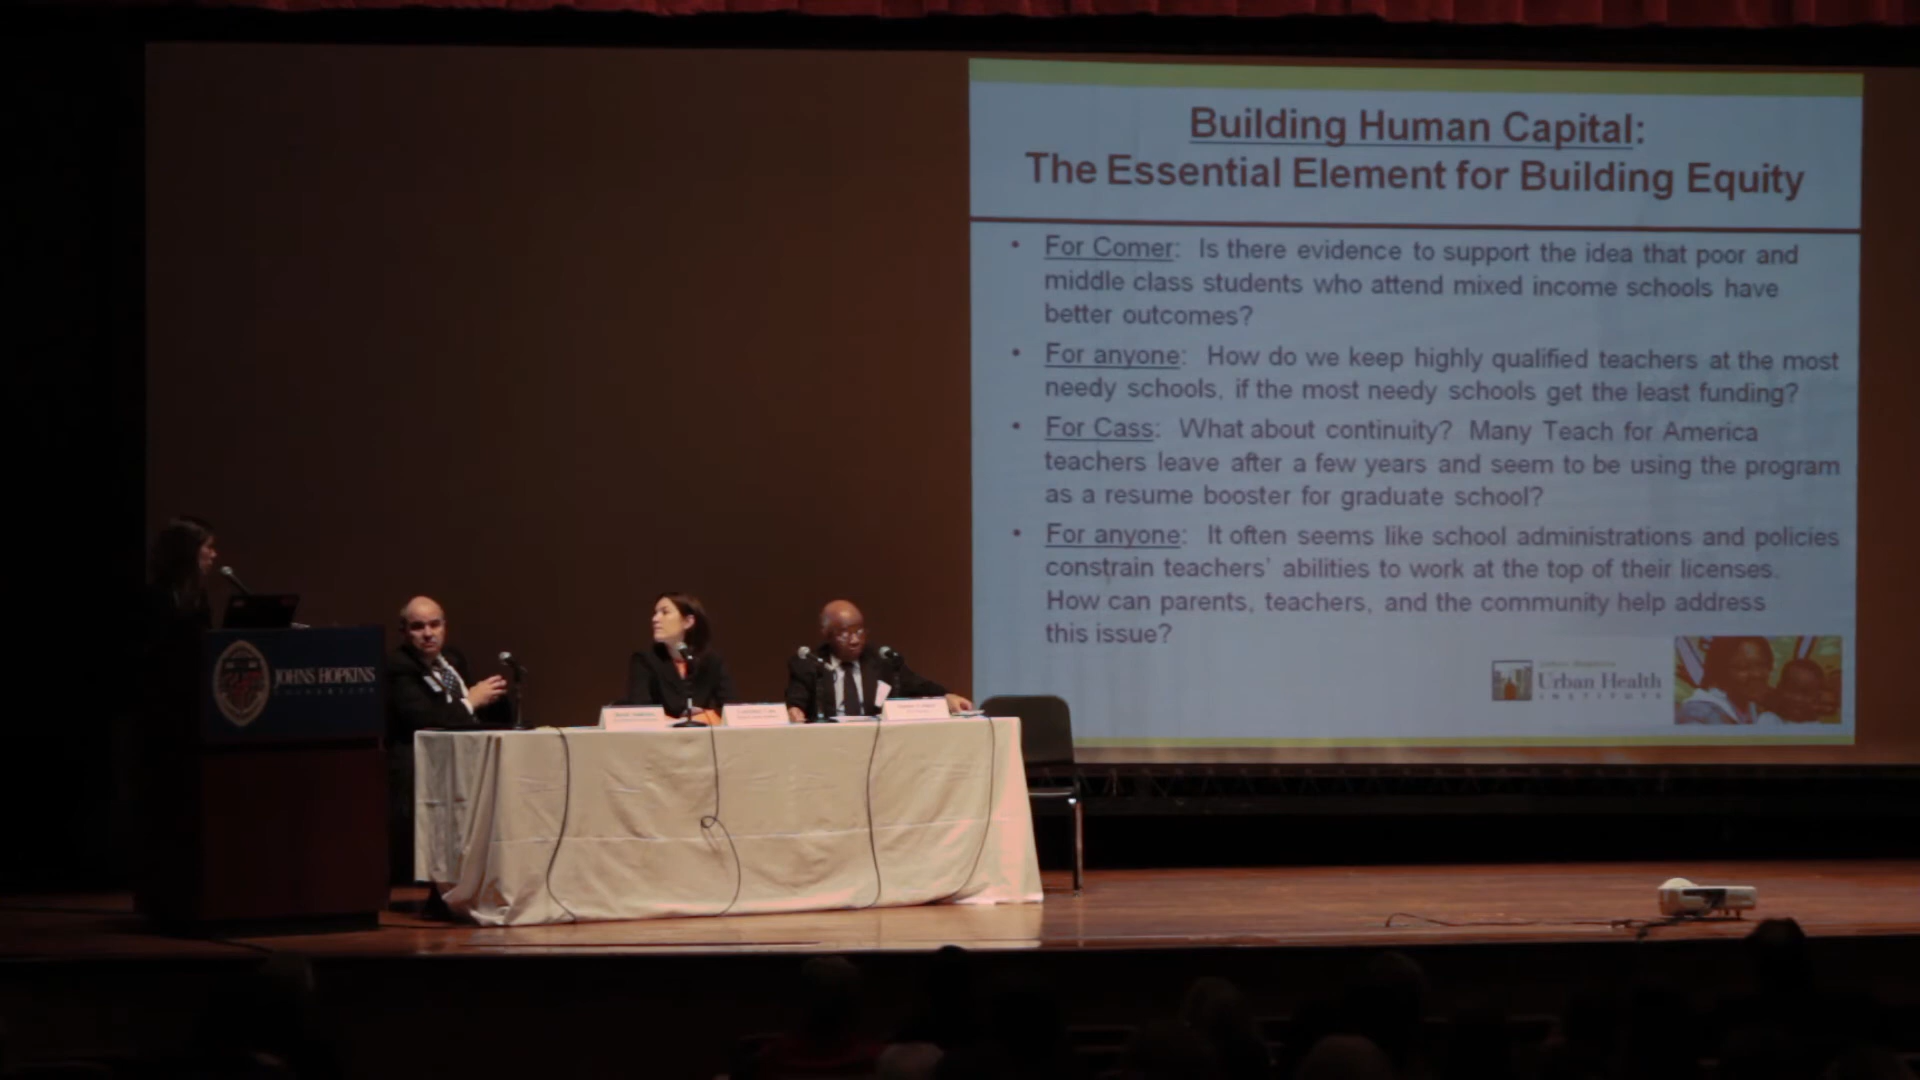 Building Human Capital:
The Essential Element for Building Equity
• For Comer: Is there evidence to support the idea that poor and
middle class students who attend mixed income schools have
better outcomes?
• For anyone: How do we keep highly qualified teachers at the most
needy schools, if the most needy schools get the least funding?
• For Cass: What about continuity? Many Teach for America
teachers leave after a few years and seem to be using the program
as a resume booster for graduate school?
• For anyone: It often seems like school administrations and policies
constrain teachers' abilities to work at the top of their licenses.
How can parents, teachers, and the community help address
this issue?
Urban Health
INSTITUTE
JOHNS HOPKINS